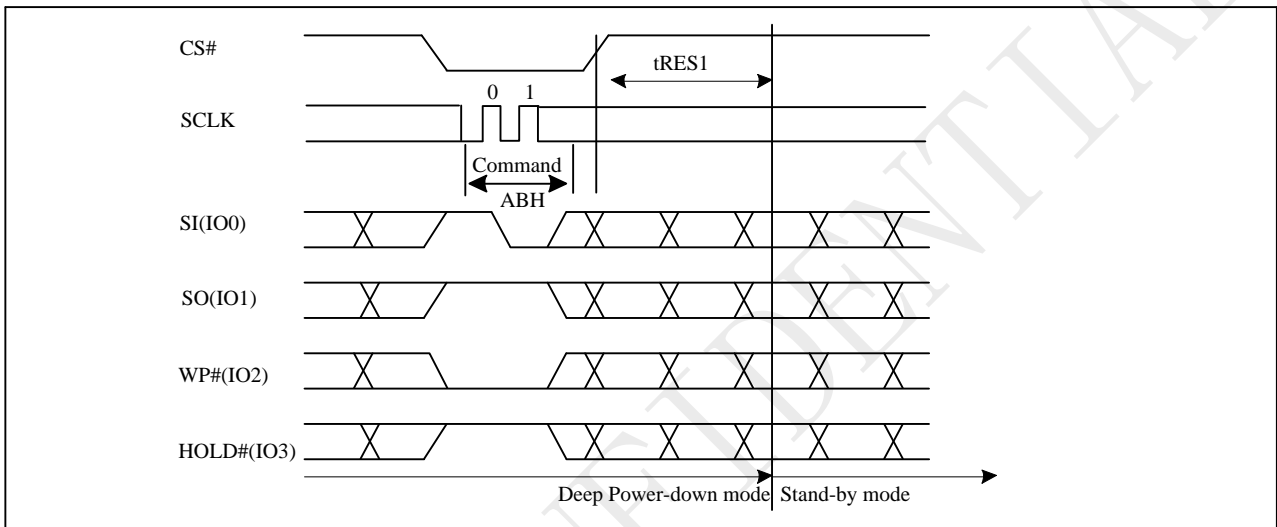 CS#
tRES1
0 1
SCLK
Command
ABH
SI(IO0)
SO(IO1)
WP#(IO2)
HOLD#(IO3)
Deep Power-down mode Stand-by mode
FIDENTIA